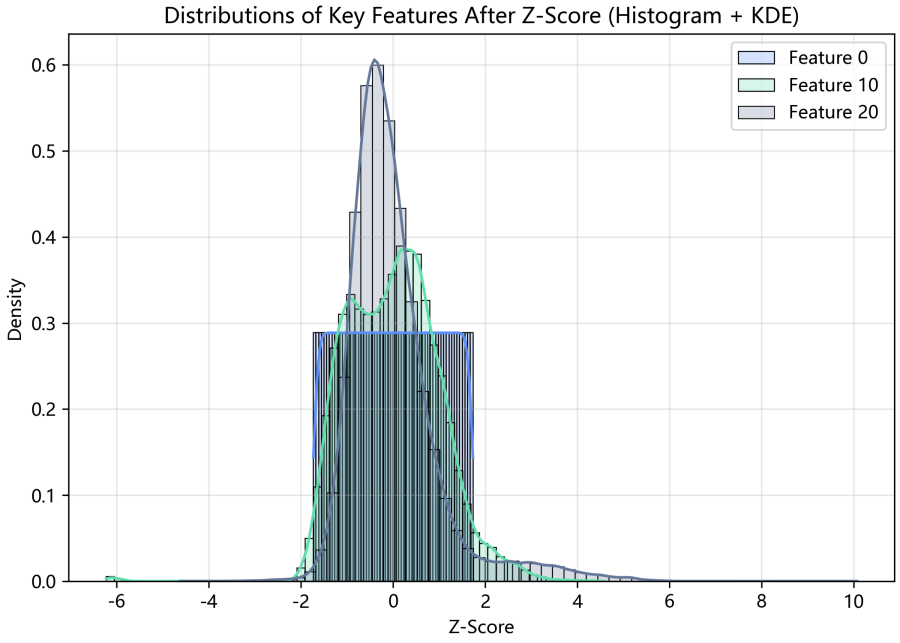 Distributions of Key Features After Z-Score (Histogram + KDE)
Feature 0
Feature 10
Feature 20
Density
0.6
0.5
0.4
0.3
0.2
0.1
0.0
-6 -4 -2 0 2 4 6 8 10
Z-Score